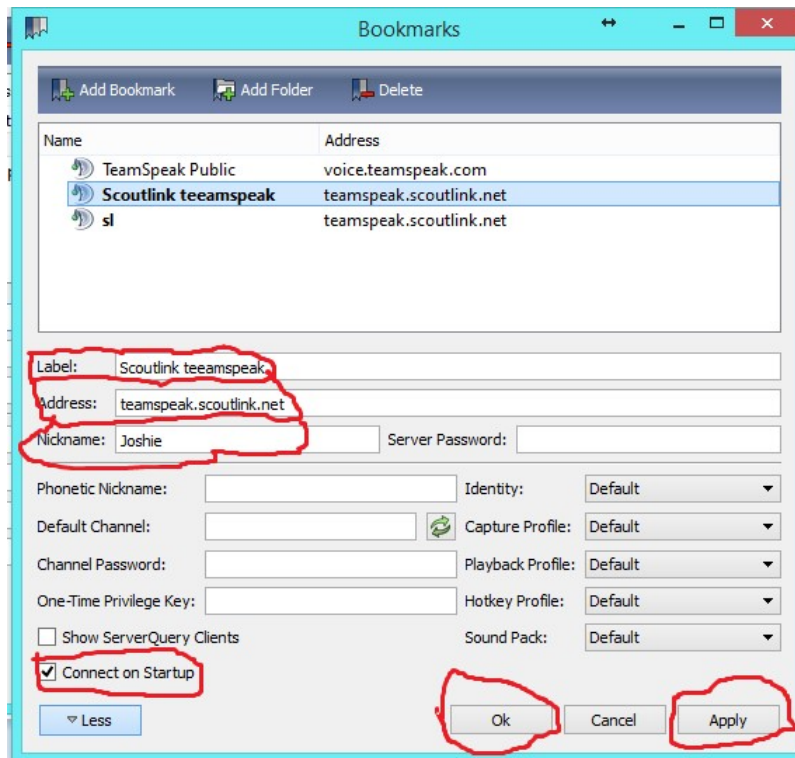 Bookmarks
Add Bookmark Add Folder Delete
Name Address
TeamSpeak Public voice.teamspeak.com
Scoutlink teeamspeak teamspeak.scoutlink.net
sl teamspeak.scoutlink.net
Label: Scoutlink teeamspeak
Address: teamspeak.scoutlink.net
Nickname: Joshie Server Password:
Phonetic Nickname: Identity: Default
Default Channel: Capture Profile: Default
Channel Password: Playback Profile: Default
One-Time Privilege Key: Hotkey Profile: Default
Show ServerQuery Clients Sound Pack: Default
Connect on Startup
Less Ok Cancel Apply